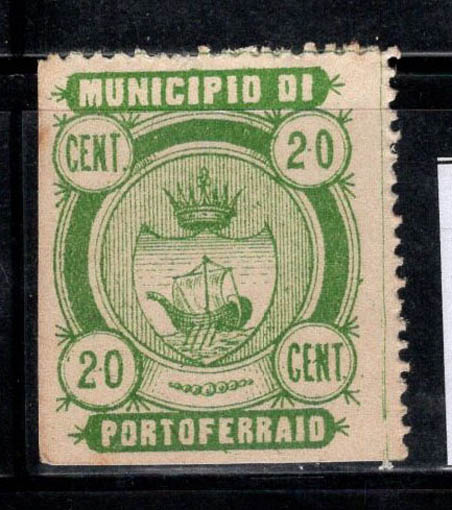 MUNICIPIO DI
CENT. 20
20 CENT.
PORTOFERRAIO